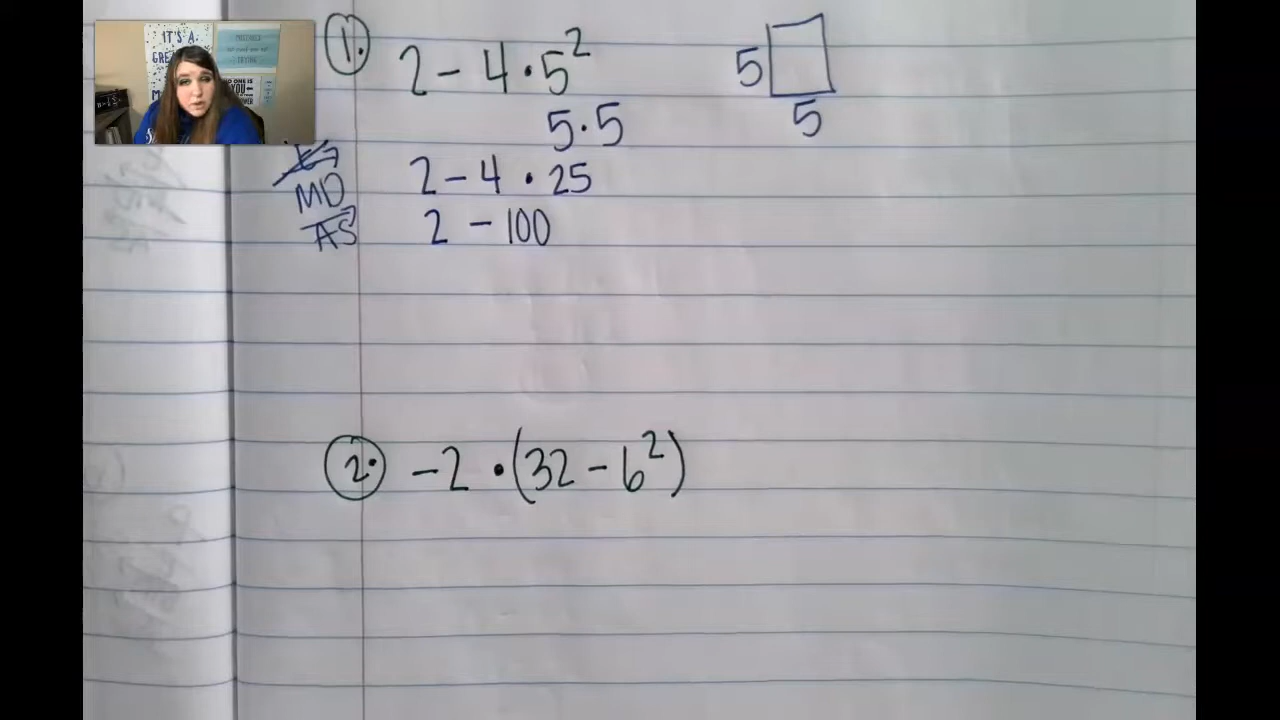 IT'S A
1. 2 - 4 · 5²
5
5
5 · 5
2 - 4 · 25
MD
2 - 100
AS
2. -2 · (32 - 6²)